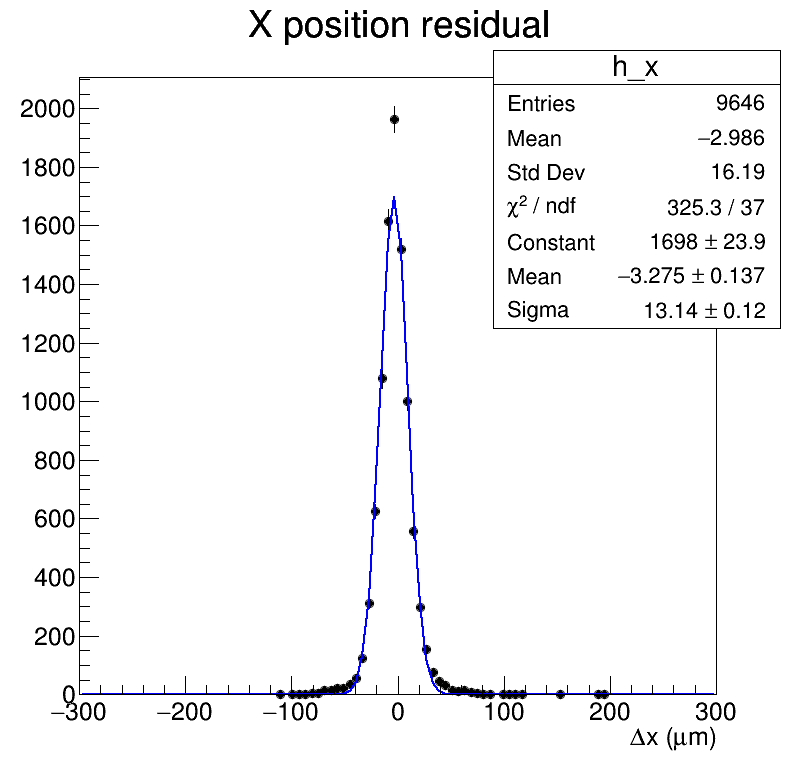 X position residual
h_x
Entries 9646
Mean −2.986
Std Dev 16.19
χ² / ndf 325.3 / 37
Constant 1698 ± 23.9
Mean −3.275 ± 0.137
Sigma 13.14 ± 0.12
2000
1800
1600
1400
1200
1000
800
600
400
200
0
−300 −200 −100 0 100 200 300
Δx (μm)